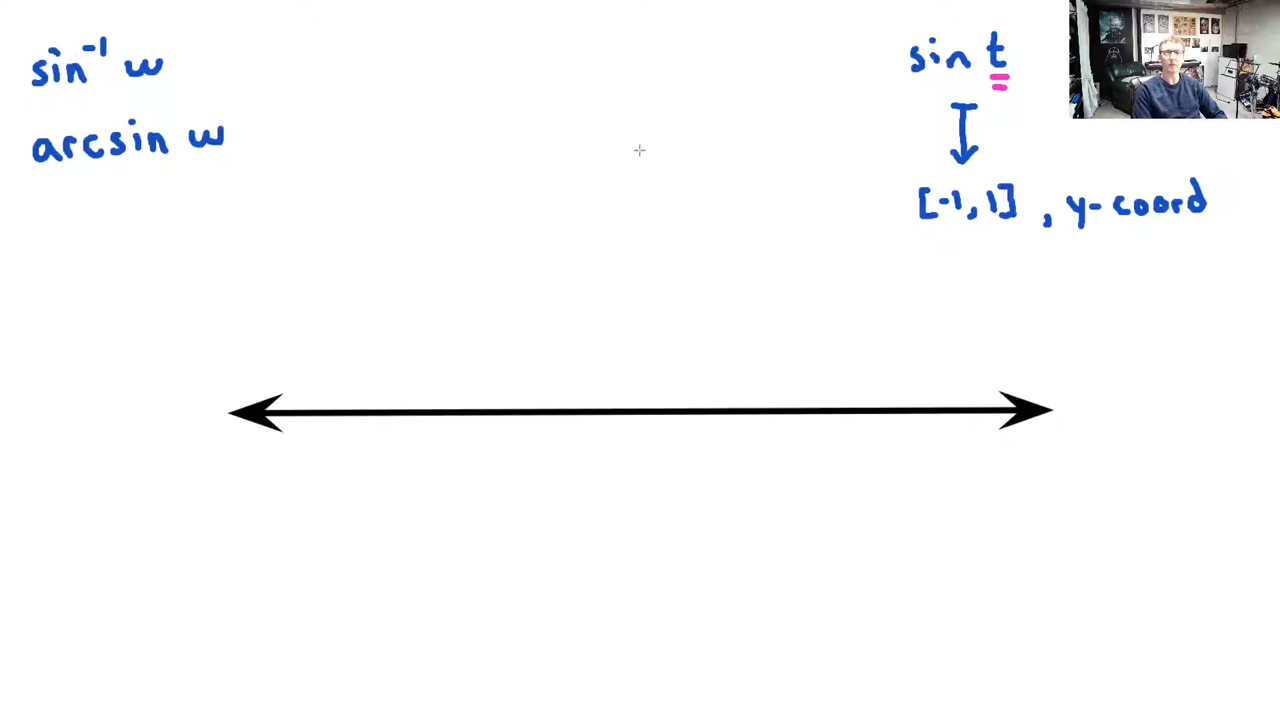 sin⁻¹ w
arcsin w
sin t
[-1, 1] , y-coord